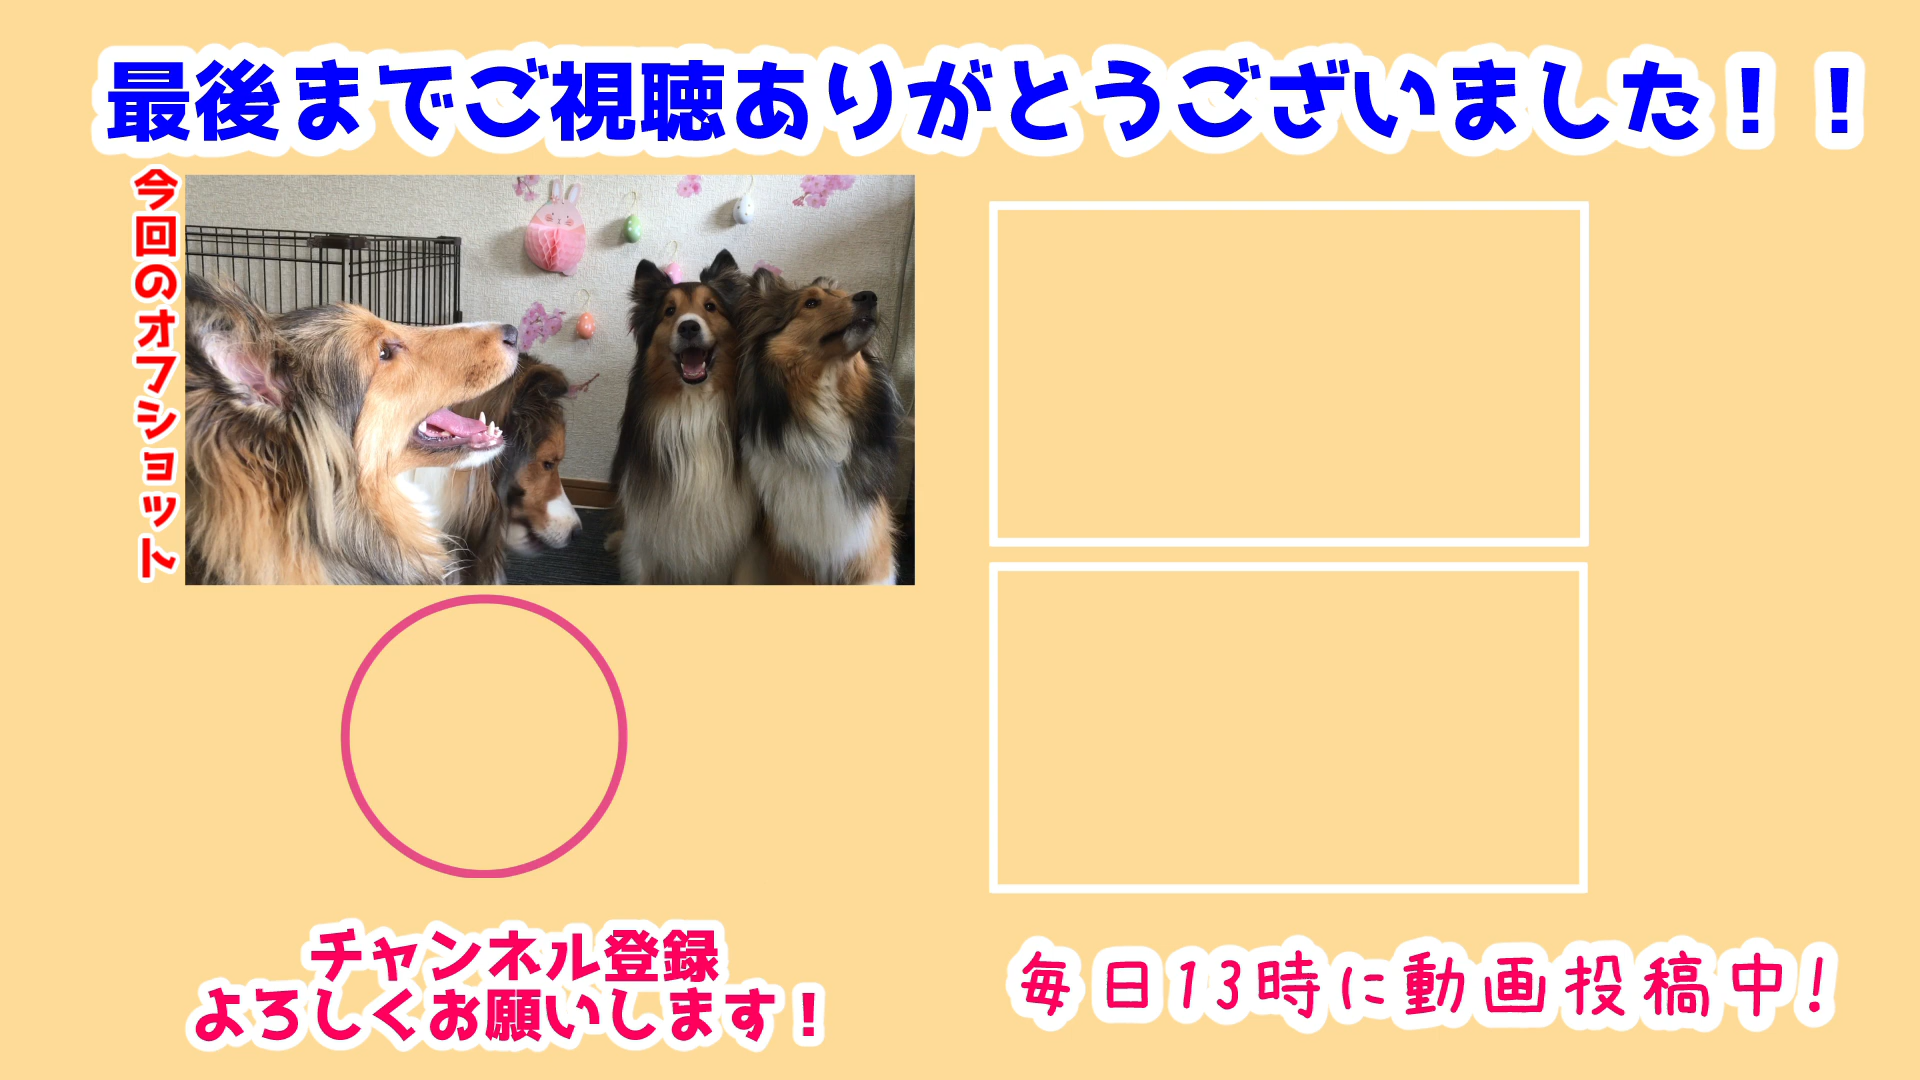 最後までご視聴ありがとうございました！！
今回のオフショット
チャンネル登録
よろしくお願いします！
毎日13時に動画投稿中！